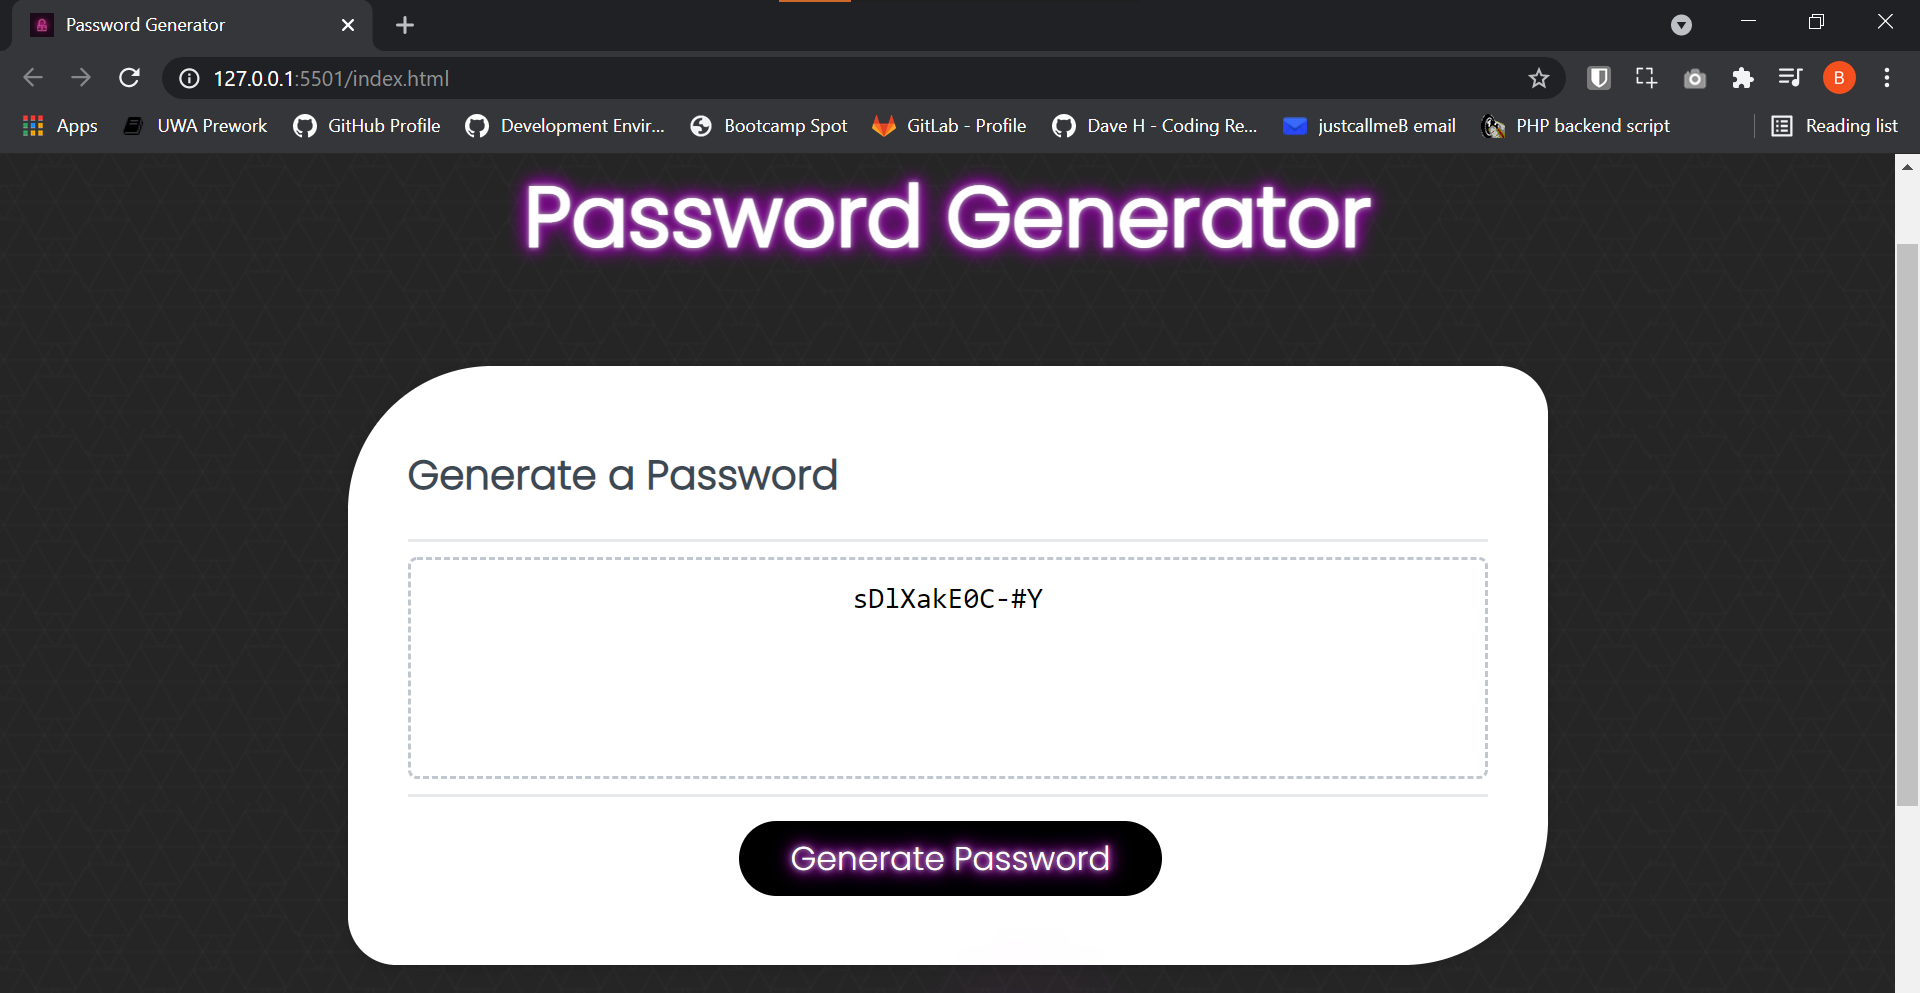 Password Generator
127.0.0.1:5501/index.html
B
Apps UWA Prework GitHub Profile Development Envir... Bootcamp Spot GitLab - Profile Dave H - Coding Re... justcallmeB email PHP backend script Reading list
Password Generator
Generate a Password
sDlXakE0C-#Y
Generate Password